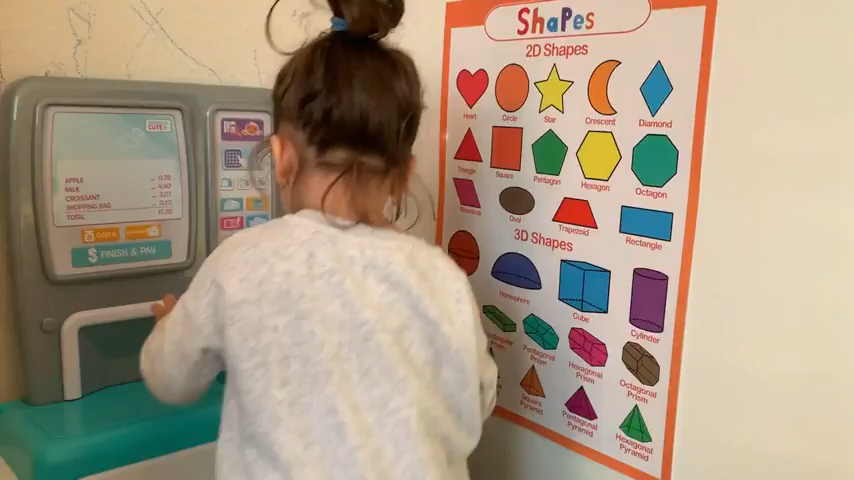 ShaPes
2D Shapes
Heart Circle Star Crescent Diamond
Triangle Square Pentagon Hexagon Octagon
Rhombus Oval Trapezoid Rectangle
3D Shapes
Hemisphere Cube Cylinder
Pentagonal Prism Hexagonal Prism Octagonal Prism
Square Pyramid Pentagonal Pyramid Hexagonal Pyramid
APPLE
MILK
CROISSANT
SHOPPING BAG
TOTAL
$ FINISH & PAY